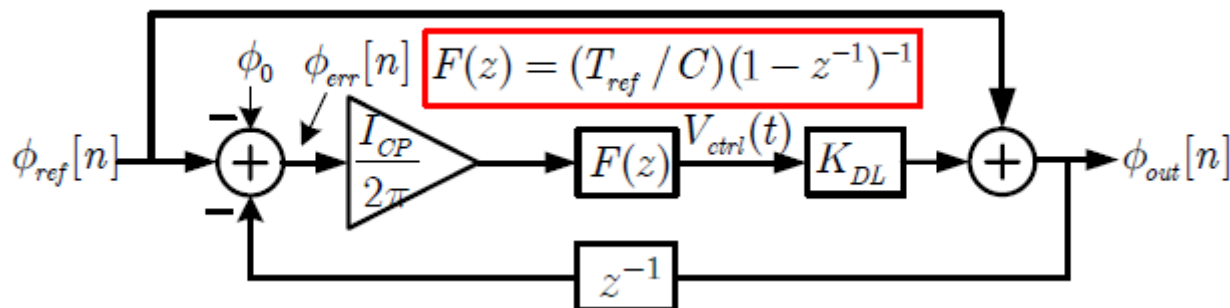 ϕ_0
ϕ_err[n]
F(z) = (T_ref / C)(1 − z^{−1})^{−1}
−
ϕ_ref[n]
+
−
I_CP
2π
F(z)
V_ctrl(t)
K_DL
+
ϕ_out[n]
z^{−1}